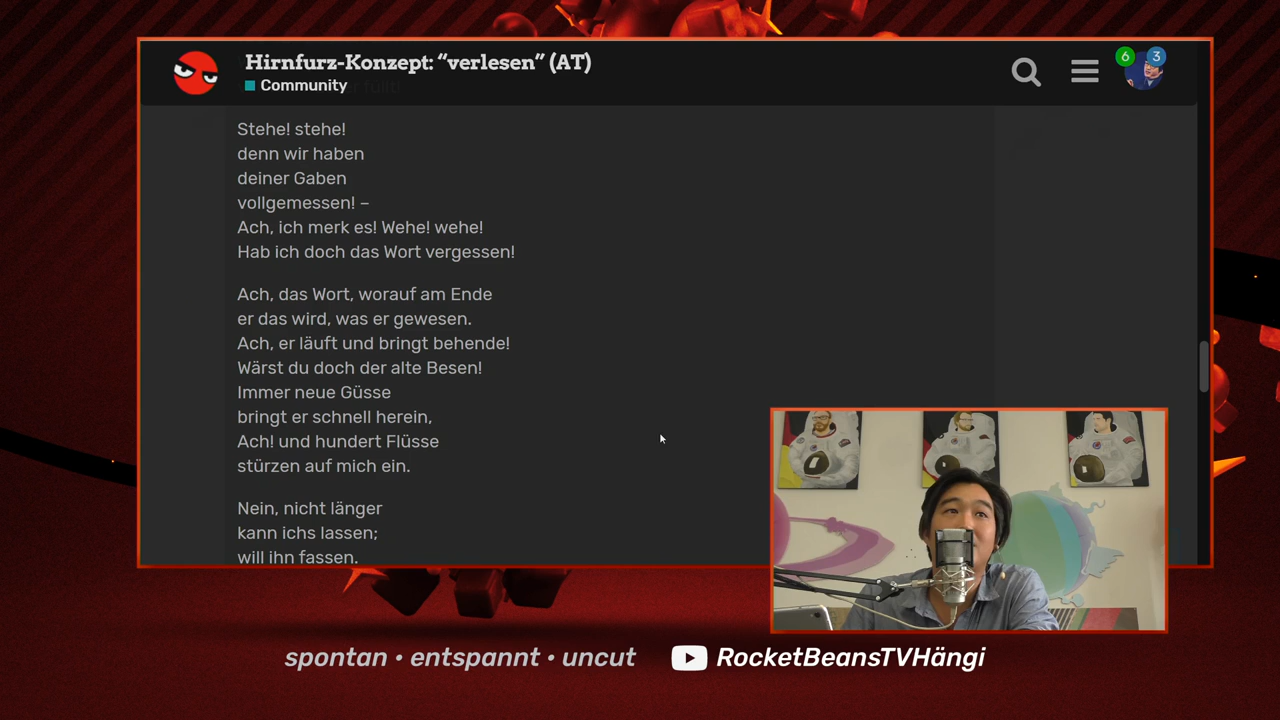 Hirnfurz-Konzept: “verlesen” (AT)
Community
6
3
Stehe! stehe!
denn wir haben
deiner Gaben
vollgemessen! –
Ach, ich merk es! Wehe! wehe!
Hab ich doch das Wort vergessen!
Ach, das Wort, worauf am Ende
er das wird, was er gewesen.
Ach, er läuft und bringt behende!
Wärst du doch der alte Besen!
Immer neue Güsse
bringt er schnell herein,
Ach! und hundert Flüsse
stürzen auf mich ein.
Nein, nicht länger
kann ichs lassen;
will ihn fassen.
spontan • entspannt • uncut
RocketBeansTVHängi